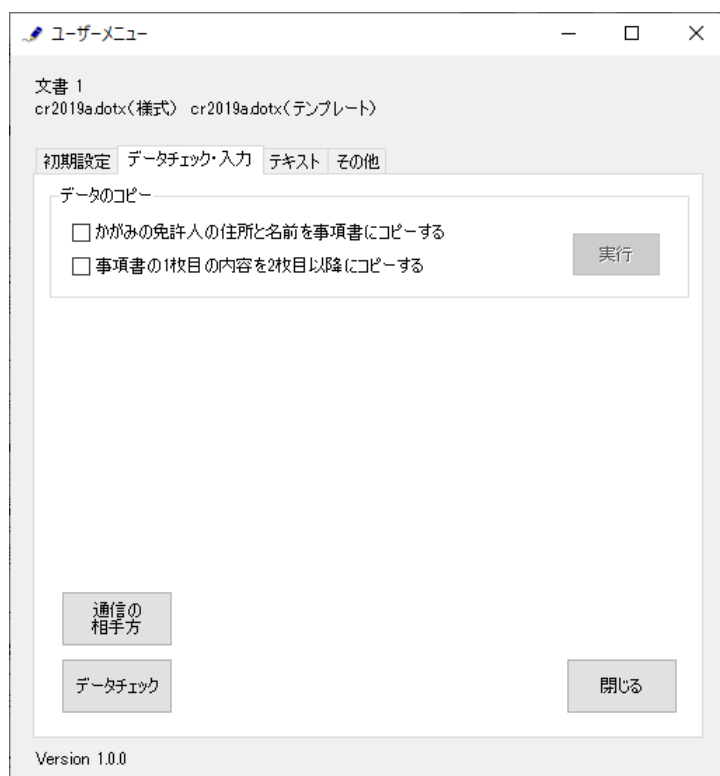 ユーザーメニュー
文書 1
cr2019a.dotx(様式) cr2019a.dotx(テンプレート)
初期設定 データチェック・入力 テキスト その他
データのコピー
かがみの免許人の住所と名前を事項書にコピーする
事項書の1枚目の内容を2枚目以降にコピーする
実行
通信の
相手方
データチェック
閉じる
Version 1.0.0